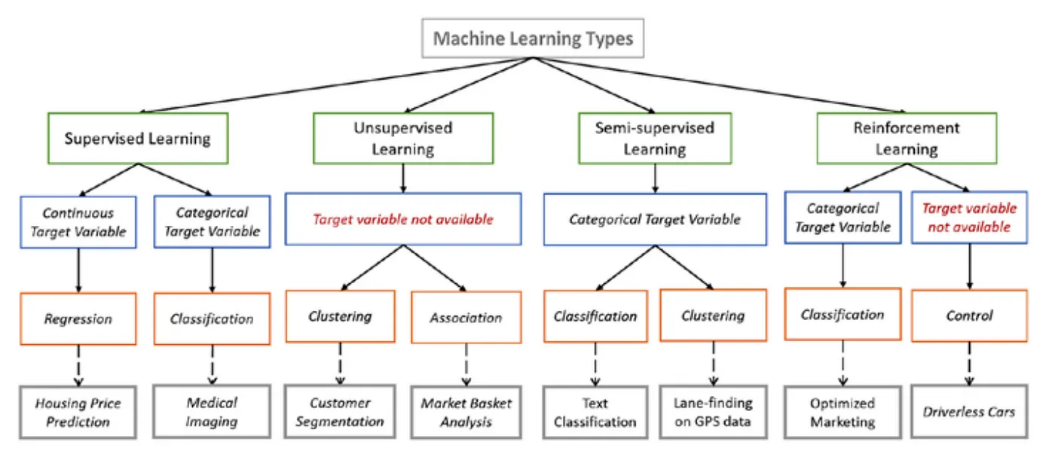 Machine Learning Types
Supervised Learning
Unsupervised
Learning
Semi-supervised
Learning
Reinforcement
Learning
Continuous
Target Variable
Categorical
Target Variable
Target variable not available
Categorical Target Variable
Categorical
Target Variable
Target variable
not available
Regression
Classification
Clustering
Association
Classification
Clustering
Classification
Control
Housing Price
Prediction
Medical
Imaging
Customer
Segmentation
Market Basket
Analysis
Text
Classification
Lane-finding
on GPS data
Optimized
Marketing
Driverless Cars